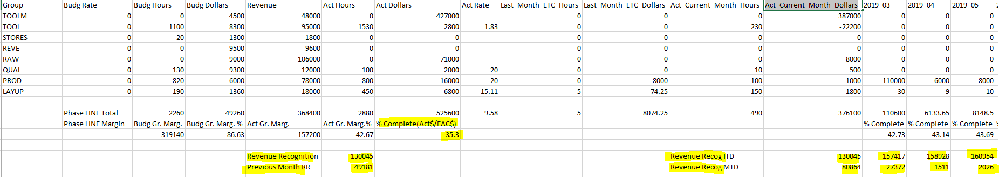 Group Budg Rate Budg Hours Budg Dollars Revenue Act Hours Act Dollars Act Rate Last_Month_ETC_Hours Last_Month_ETC_Dollars Act_Current_Month_Hours Act_Current_Month_Dollars 2019_03 2019_04 2019_05
TOOLM 0 0 4500 48000 0 427000 0 0 0 387000 0 0 0
TOOL 0 1100 8300 95000 1530 2800 1.83 0 0 230 -22200 0 0 0
STORES 0 20 1300 1800 0 0 0 0 0 0 0 0 0
REVE 0 0 9500 9600 0 0 0 0 0 0 0 0 0
RAW 0 0 9000 106000 0 71000 0 0 0 8000 0 0 0
QUAL 0 130 9300 12000 100 2000 20 0 0 10 500 0 0 0
PROD 0 820 6000 78000 800 16000 20 0 8000 100 1000 110000 6000 8000
LAYUP 0 190 1360 18000 450 6800 15.11 5 74.25 150 1800 30 9 10
------------- ------------- ------------- ------------- ------------- ------------- ------------- ------------- ------------- ------------- ------------- ------------- -------------
Phase LINE Total 2260 49260 368400 2880 525600 9.58 5 8074.25 490 376100 110600 6133.65 8148.5
Phase LINE Margin Budg Gr. Marg. Budg Gr. Marg. % Act Gr. Marg. Act Gr. Marg.% % Complete(Act$/EAC$) % Complete % Complete % Complete
319140 86.63 -157200 -42.67 35.3 42.73 43.14 43.69
Revenue Recognition 130045 Revenue Recog ITD 130045 157417 158928 160954
Previous Month RR 49181 Revenue Recog MTD 80864 27372 1511 2026